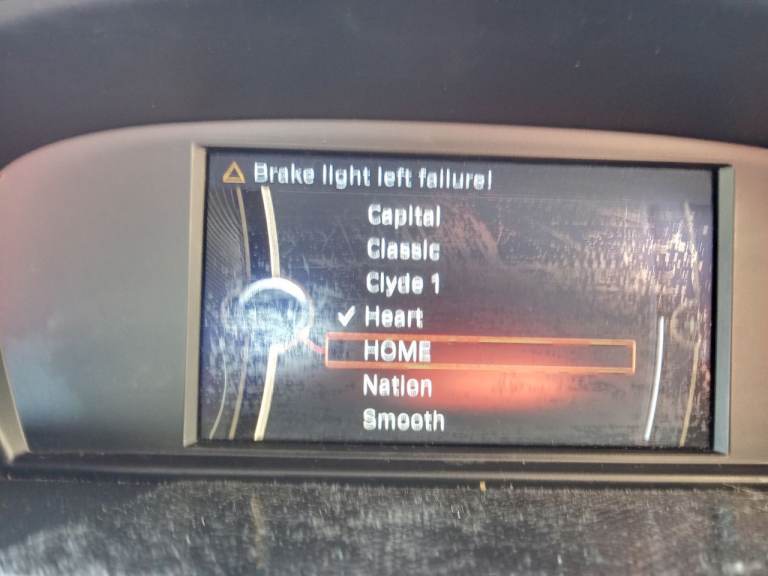 Brake light left failure!
Capital
Classic
Clyde 1
Heart
HOME
Nation
Smooth